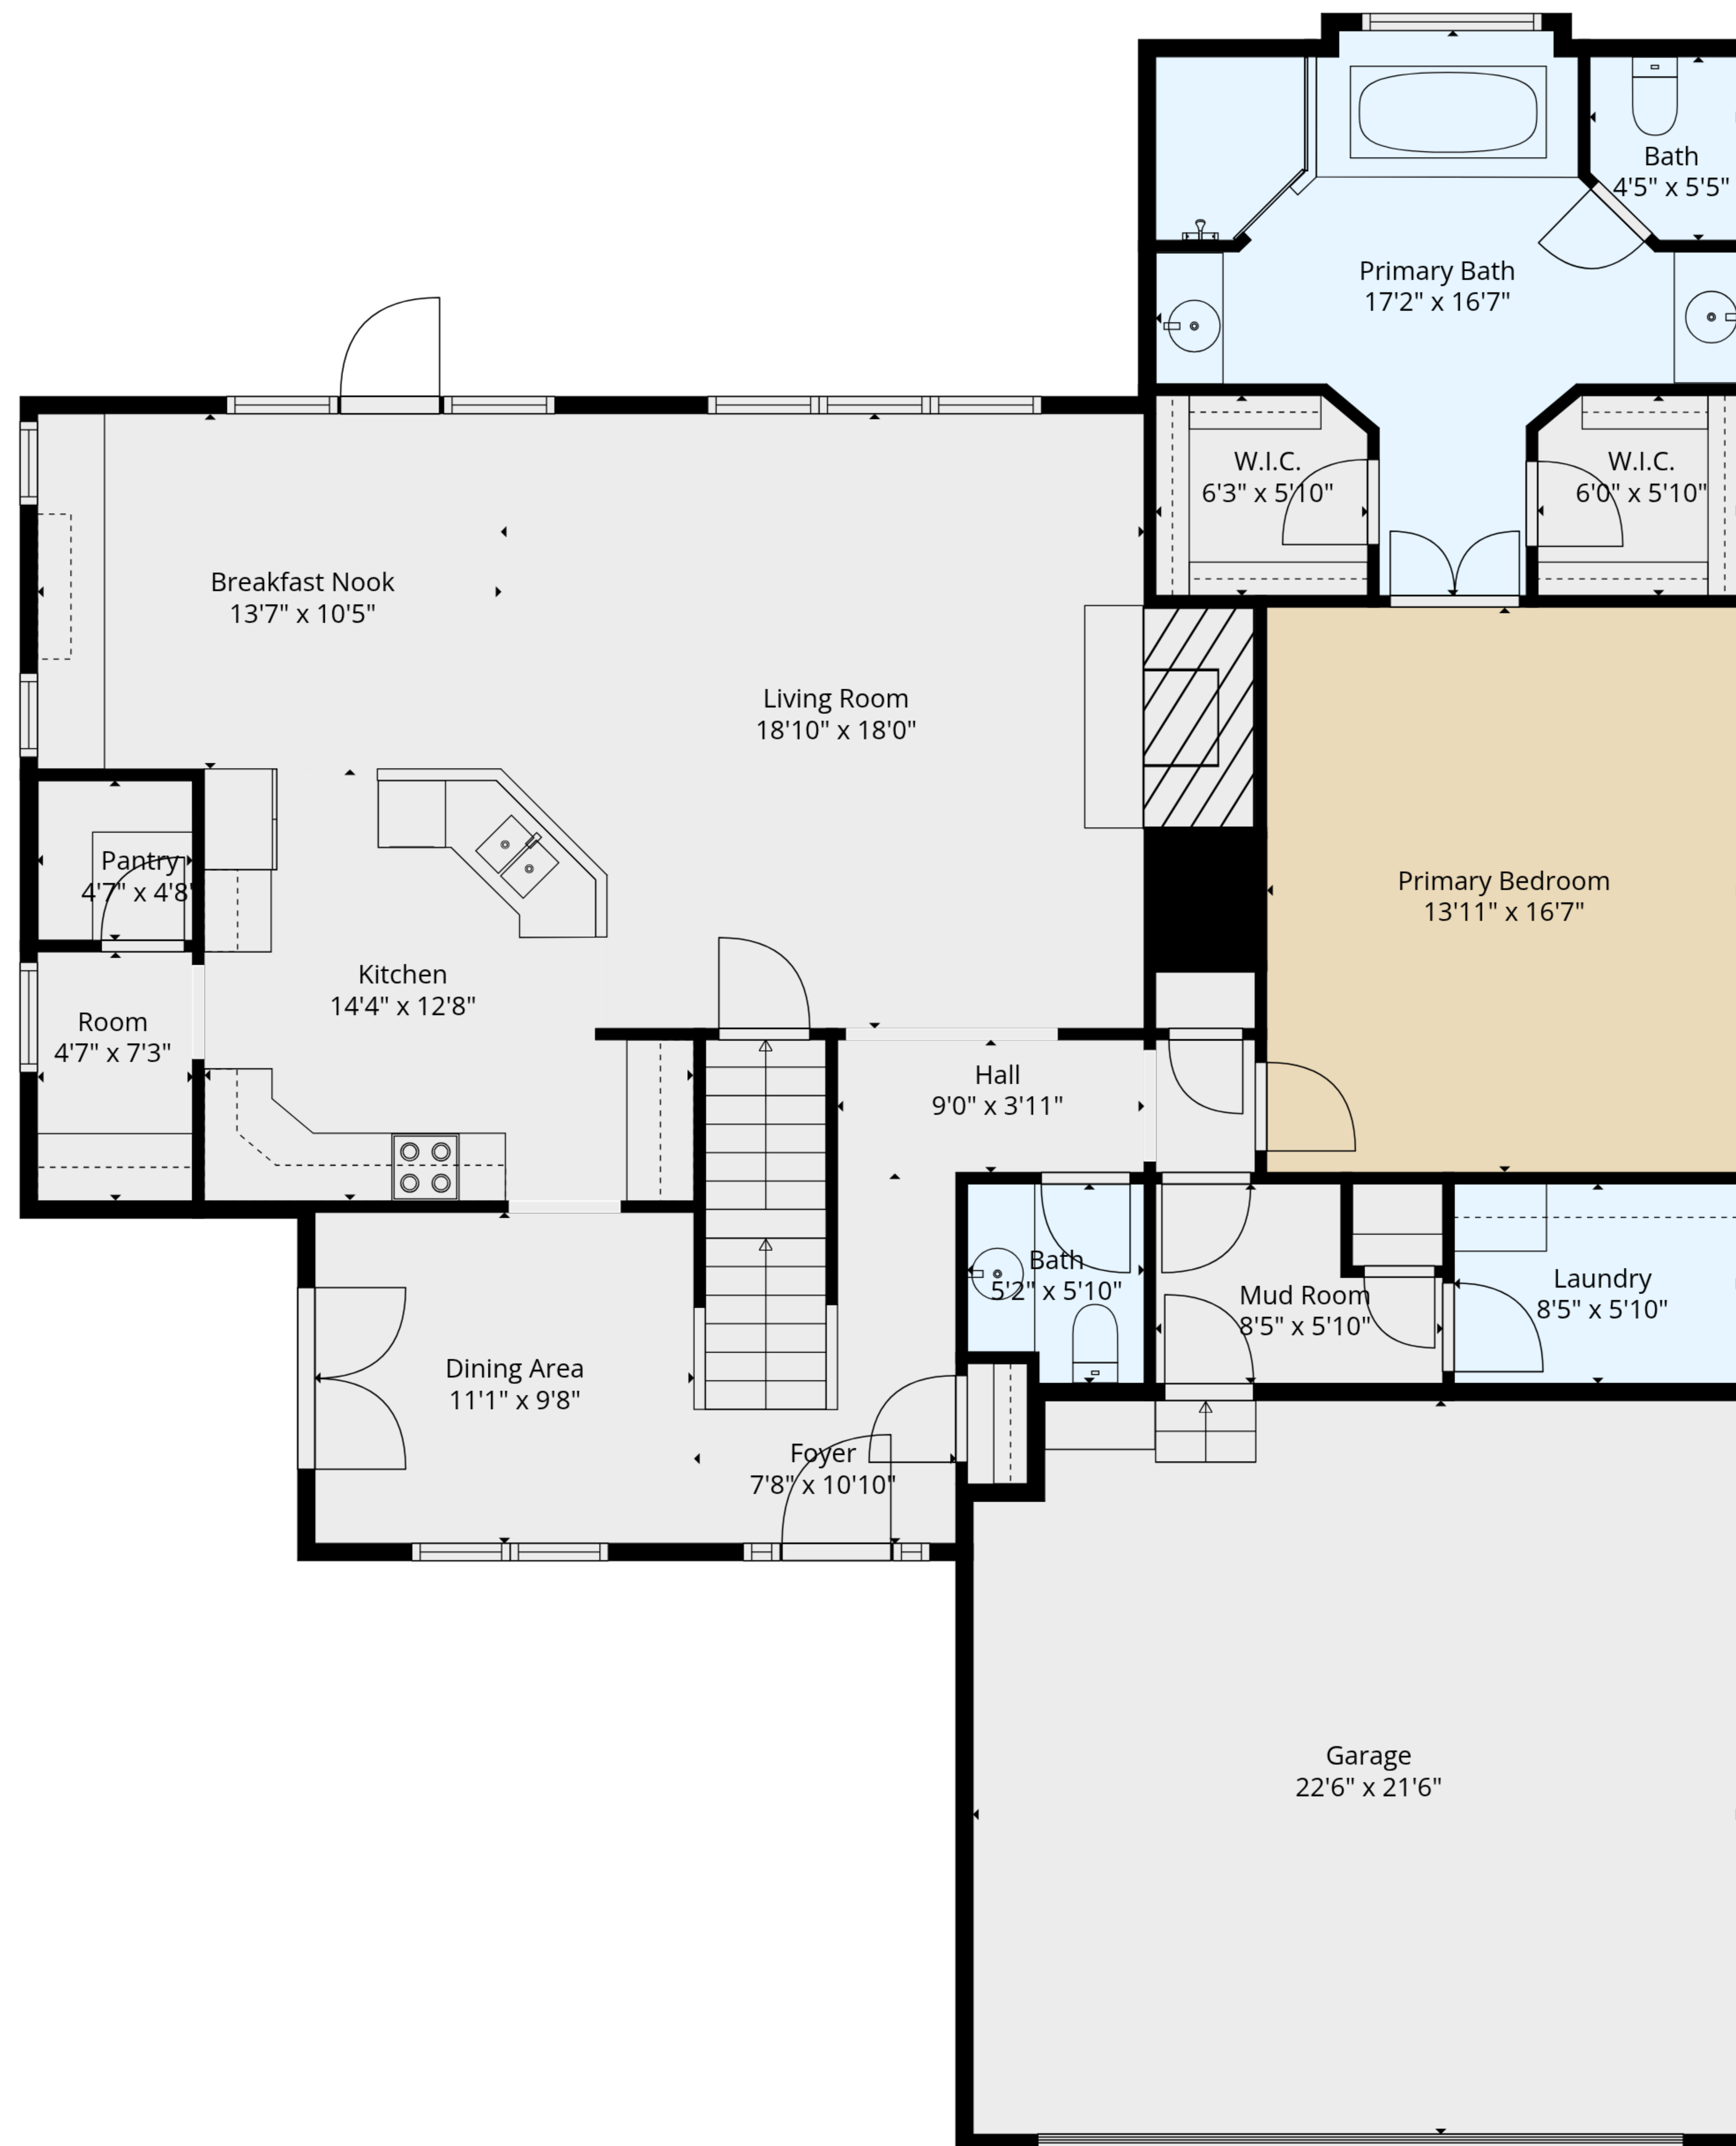 Bath
4'5" x 5'5"
Primary Bath
17'2" x 16'7"
W.I.C.
6'3" x 5'10"
W.I.C.
6'0" x 5'10"
Breakfast Nook
13'7" x 10'5"
Living Room
18'10" x 18'0"
Pantry
4'7" x 4'8"
Primary Bedroom
13'11" x 16'7"
Kitchen
14'4" x 12'8"
Room
4'7" x 7'3"
Hall
9'0" x 3'11"
Bath
5'2" x 5'10"
Mud Room
8'5" x 5'10"
Laundry
8'5" x 5'10"
Dining Area
11'1" x 9'8"
Foyer
7'8" x 10'10"
Garage
22'6" x 21'6"